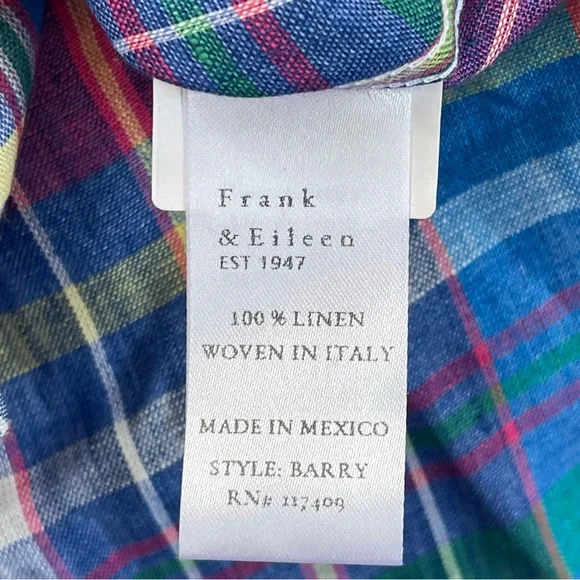 Frank
& Eileen
EST 1947
100 % LINEN
WOVEN IN ITALY
MADE IN MEXICO
STYLE: BARRY
RN# 117409